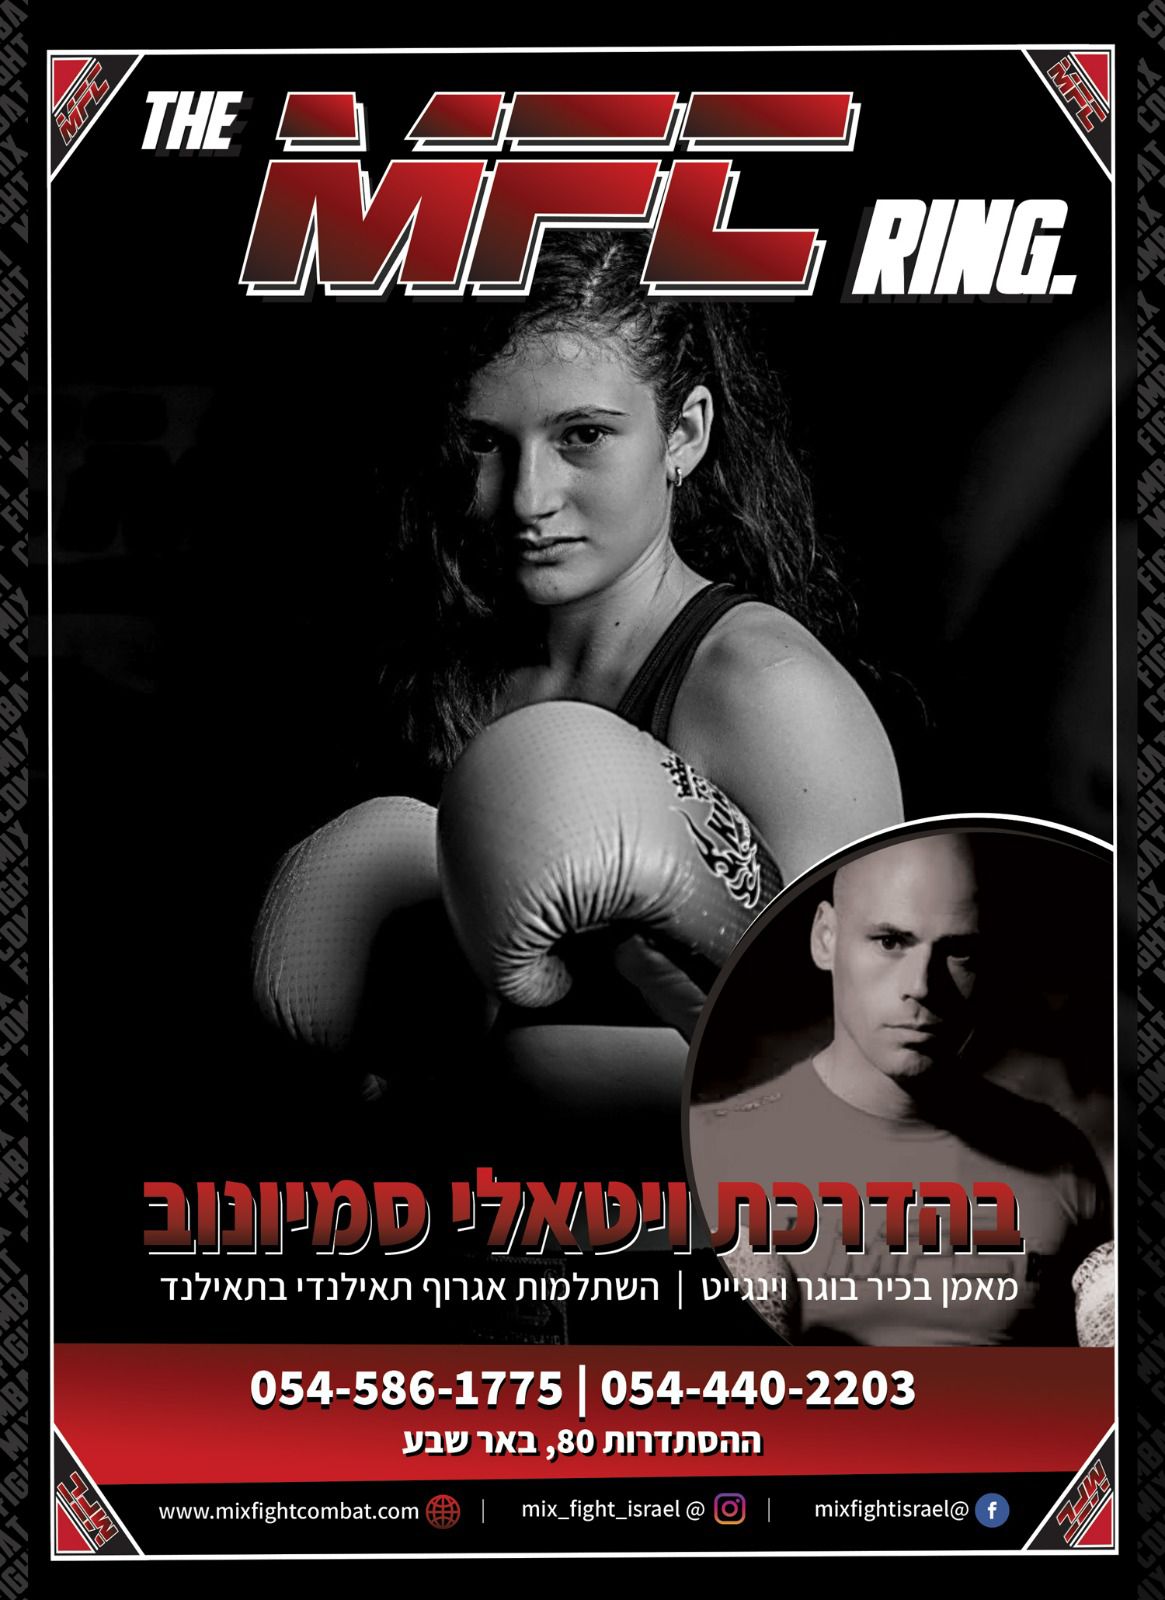 THE MFC RING.
בהדרכת ויטאלי סמיונוב
מאמן בכיר בוגר וינגייט | השתלמות אגרוף תאילנדי בתאילנד
054-586-1775 | 054-440-2203
ההסתדרות 80, באר שבע
www.mixfightcombat.com | mix_fight_israel @ | mixfightisrael@